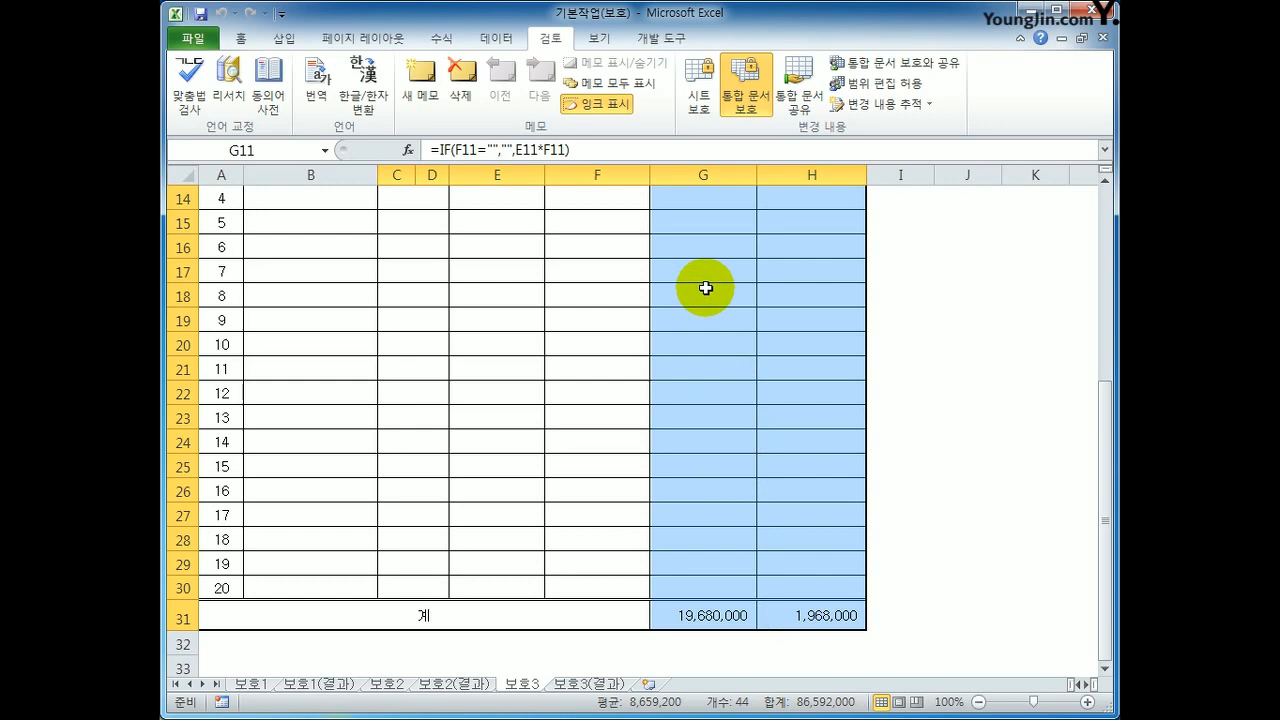 기본작업(보호) - Microsoft Excel
YoungJin.com Y.
파일 홈 삽입 페이지 레이아웃 수식 데이터 검토 보기 개발 도구
맞춤법 검사
리서치
동의어 사전
번역
한글/한자 변환
새 메모
삭제
이전
다음
메모 표시/숨기기
메모 모두 표시
잉크 표시
시트 보호
통합 문서 보호
통합 문서 공유
통합 문서 보호와 공유
범위 편집 허용
변경 내용 추적
언어 교정 언어 메모 변경 내용
G11 fx =IF(F11="","",E11*F11)
A B C D E F G H I J K
14 4
15 5
16 6
17 7
18 8
19 9
20 10
21 11
22 12
23 13
24 14
25 15
26 16
27 17
28 18
29 19
30 20
31 계 19,680,000 1,968,000
32
33
보호1 보호1(결과) 보호2 보호2(결과) 보호3 보호3(결과)
준비 평균: 8,659,200 개수: 44 합계: 86,592,000 100%